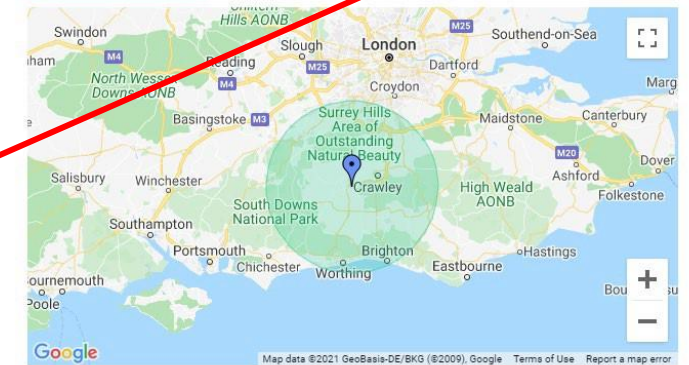 Chiltern
Hills AONB
Swindon
M4
ham
North Wessex
Downs AONB
Reading
M4
Slough
M25
London
M25
Southend-on-Sea
Dartford
Croydon
Marg
Basingstoke
M3
Surrey Hills
Area of
Outstanding
Natural Beauty
Maidstone
Canterbury
M20
Ashford
Dover
Folkestone
Salisbury
Winchester
Crawley
High Weald
AONB
South Downs
National Park
Southampton
Portsmouth
Chichester
Worthing
Brighton
Eastbourne
Hastings
ournemouth
Poole
Bou
su
+
−
Google
Map data ©2021 GeoBasis-DE/BKG (©2009), Google Terms of Use Report a map error